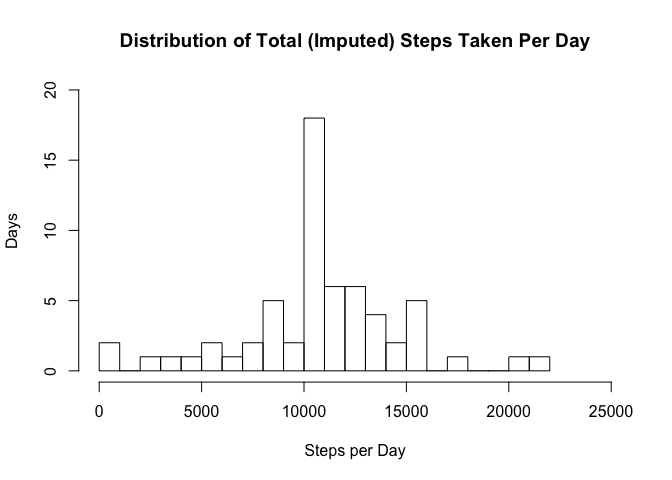 Distribution of Total (Imputed) Steps Taken Per Day
20
15
10
5
0
Days
0 5000 10000 15000 20000 25000
Steps per Day